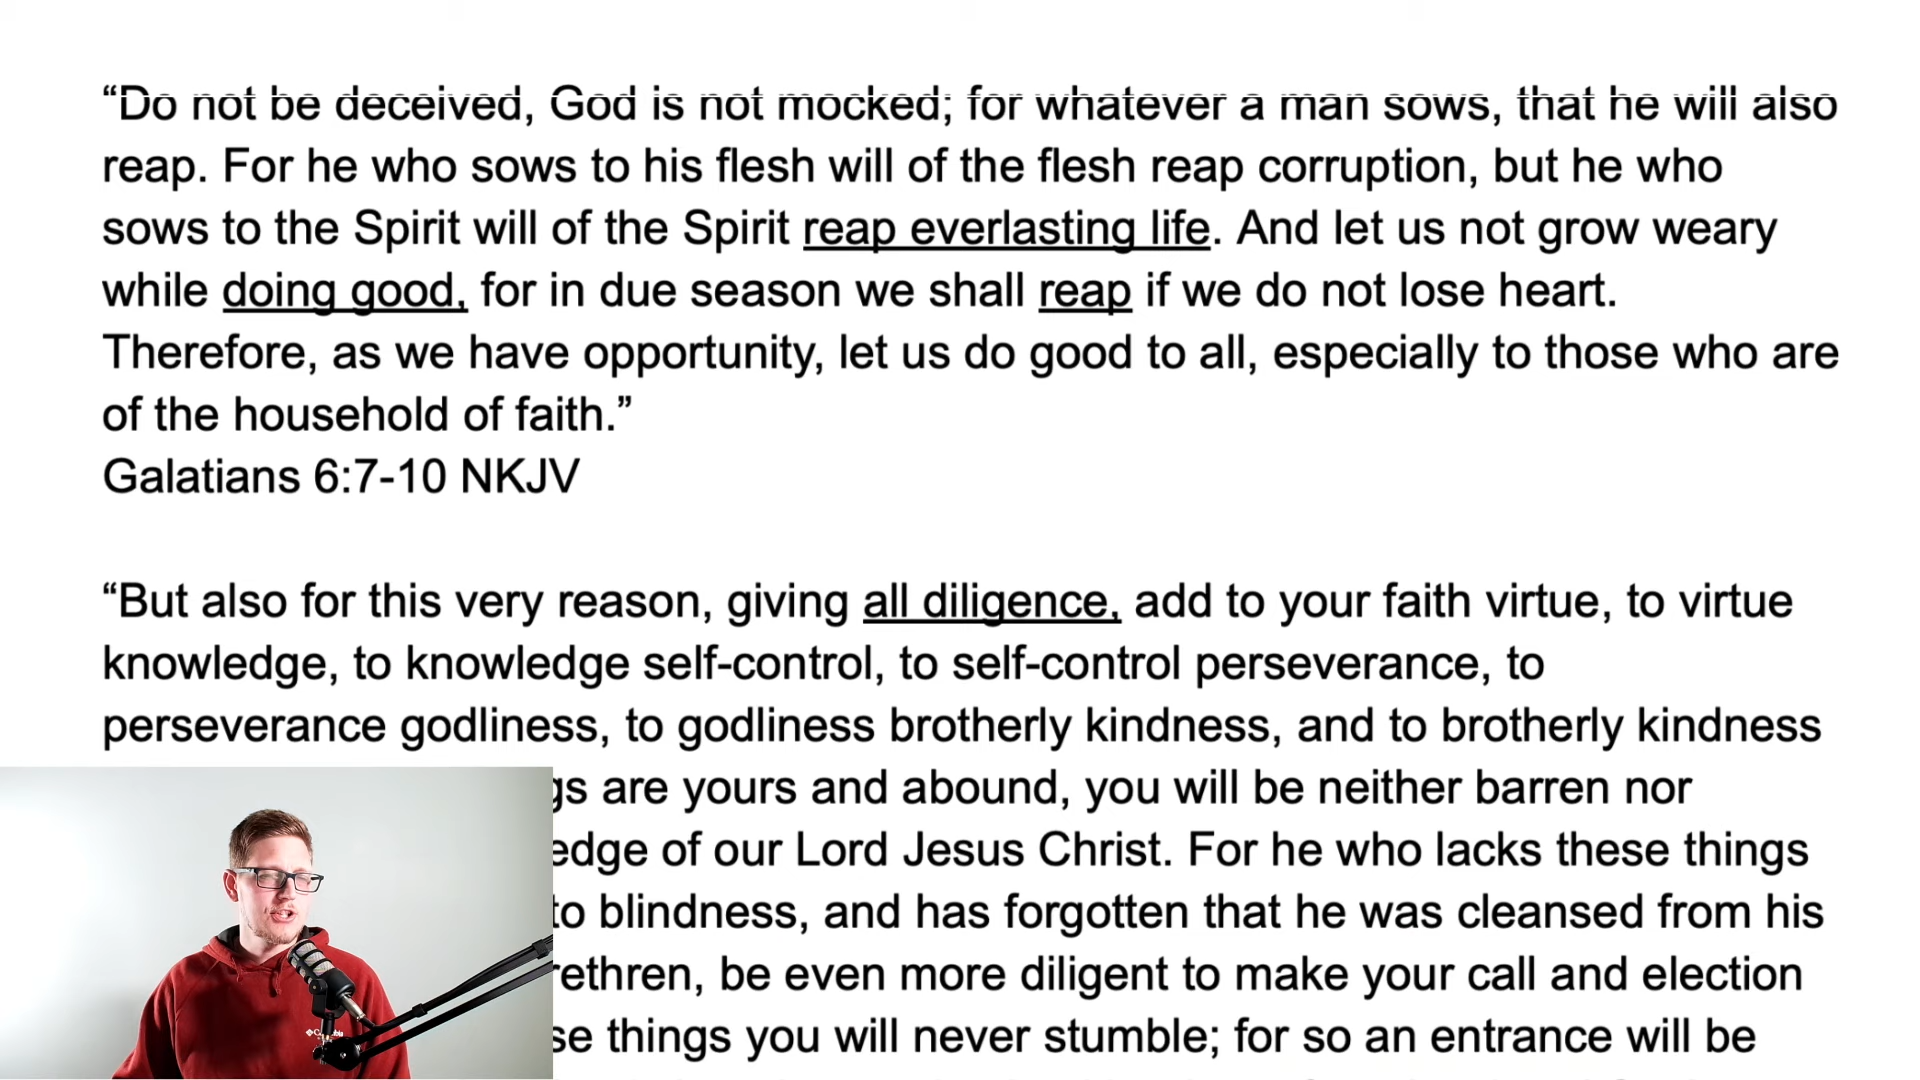 “Do not be deceived, God is not mocked; for whatever a man sows, that he will also
reap. For he who sows to his flesh will of the flesh reap corruption, but he who
sows to the Spirit will of the Spirit reap everlasting life. And let us not grow weary
while doing good, for in due season we shall reap if we do not lose heart.
Therefore, as we have opportunity, let us do good to all, especially to those who are
of the household of faith.”
Galatians 6:7-10 NKJV
“But also for this very reason, giving all diligence, add to your faith virtue, to virtue
knowledge, to knowledge self-control, to self-control perseverance, to
perseverance godliness, to godliness brotherly kindness, and to brotherly kindness
gs are yours and abound, you will be neither barren nor
edge of our Lord Jesus Christ. For he who lacks these things
to blindness, and has forgotten that he was cleansed from his
rethren, be even more diligent to make your call and election
se things you will never stumble; for so an entrance will be
Columbia